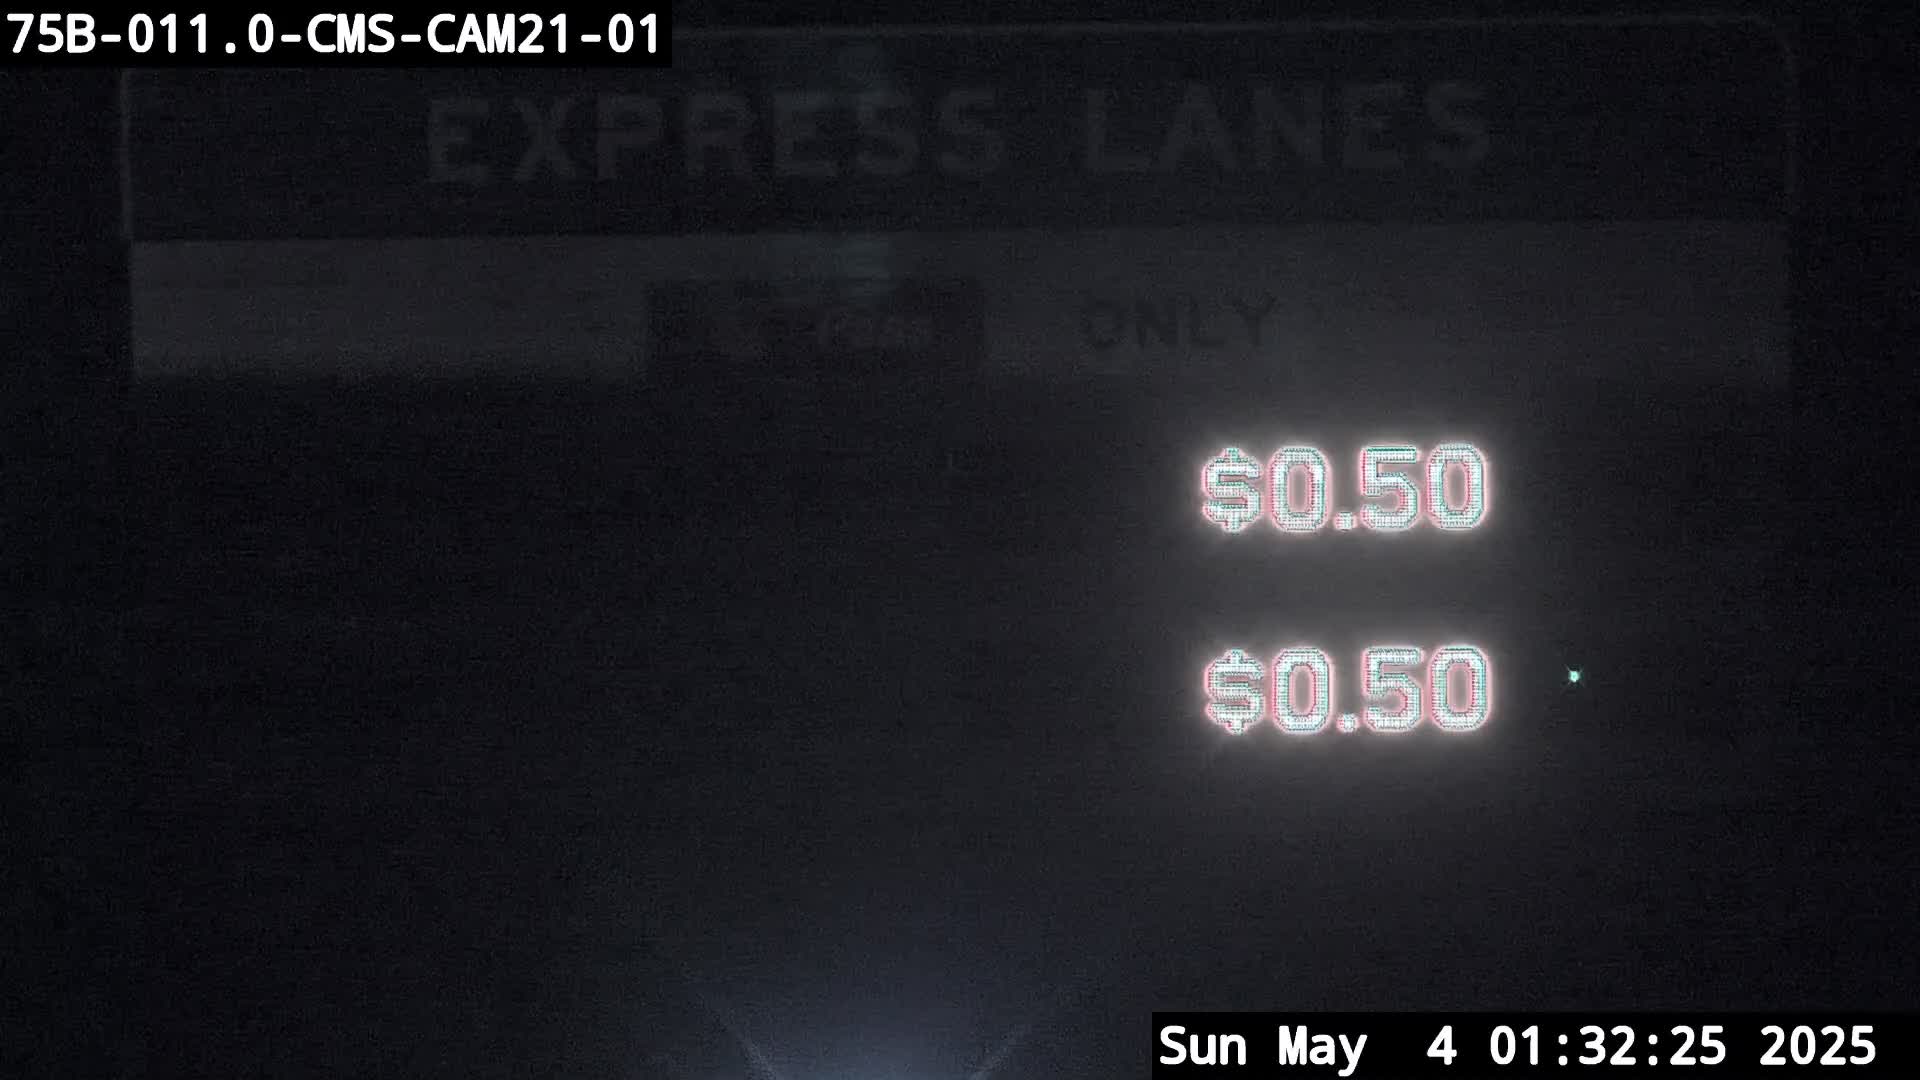 75B-011.0-CMS-CAM21-01
EXPRESS LANES
ONLY
$0.50
$0.50
Sun May 4 01:32:25 2025